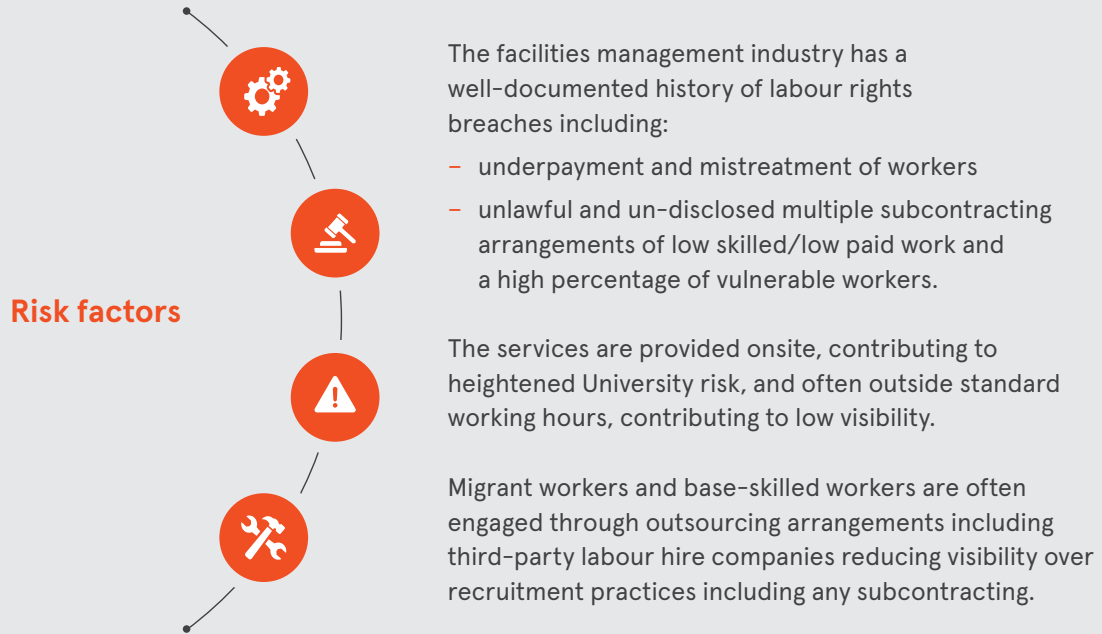 Risk factors
The facilities management industry has a
well-documented history of labour rights
breaches including:
– underpayment and mistreatment of workers
– unlawful and un-disclosed multiple subcontracting
arrangements of low skilled/low paid work and
a high percentage of vulnerable workers.
The services are provided onsite, contributing to
heightened University risk, and often outside standard
working hours, contributing to low visibility.
Migrant workers and base-skilled workers are often
engaged through outsourcing arrangements including
third-party labour hire companies reducing visibility over
recruitment practices including any subcontracting.